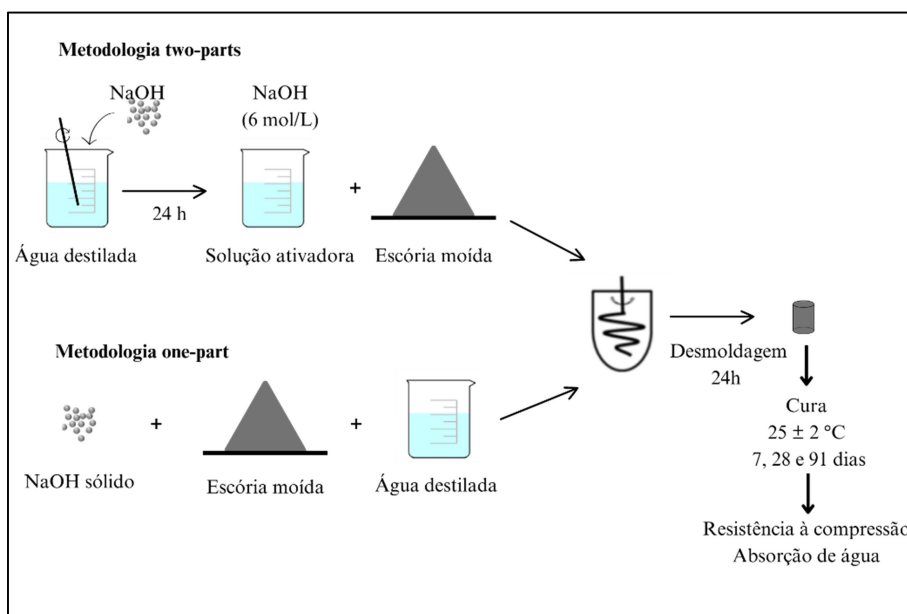 Metodologia two-parts
NaOH
NaOH
(6 mol/L)
24 h
Água destilada
Solução ativadora
Escória moída
+
Metodologia one-part
+
+
NaOH sólido
Escória moída
Água destilada
Desmoldagem
24h
Cura
25 ± 2 °C
7, 28 e 91 dias
Resistência à compressão
Absorção de água